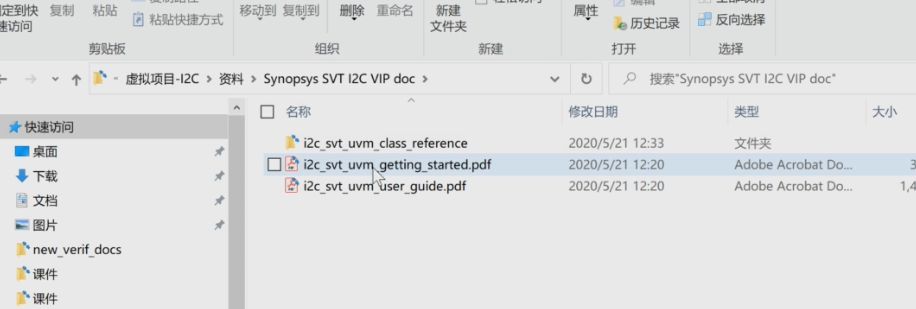 复制 粘贴 粘贴快捷方式 移动到 复制到 删除 重命名 新建
文件夹 属性 历史记录 反向选择
速访问
剪贴板 组织 新建 打开 选择
虚拟项目-I2C > 资料 > Synopsys SVT I2C VIP doc > 搜索"Synopsys SVT I2C VIP doc"
名称 修改日期 类型 大小
快速访问
i2c_svt_uvm_class_reference 2020/5/21 12:33 文件夹
桌面
i2c_svt_uvm_getting_started.pdf 2020/5/21 12:20 Adobe Acrobat Do... 3
下载
i2c_svt_uvm_user_guide.pdf 2020/5/21 12:20 Adobe Acrobat Do... 1,4
文档
图片
new_verif_docs
课件
课件